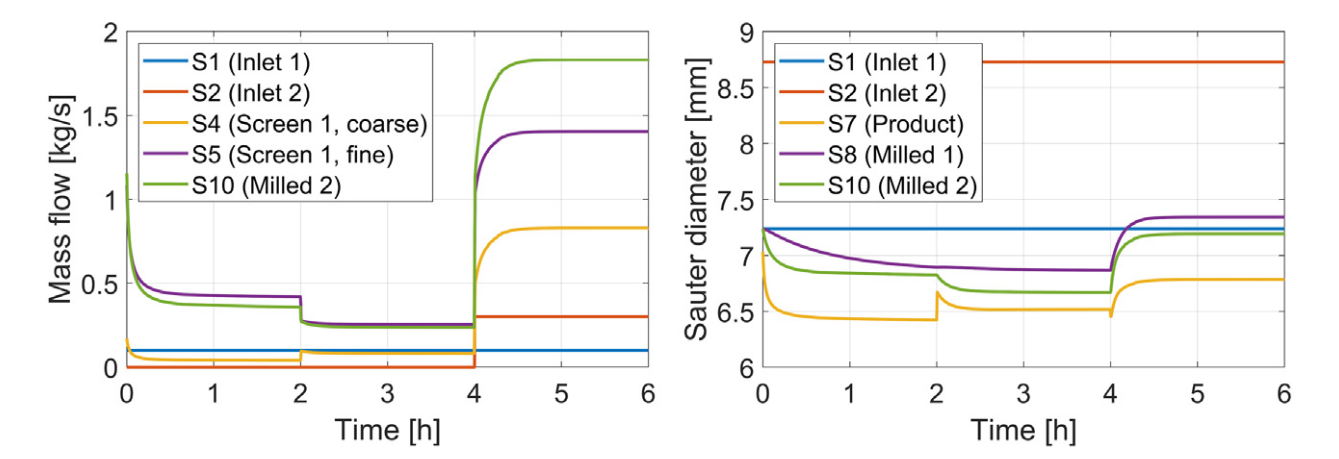 Mass flow [kg/s]
2
1.5
1
0.5
0
S1 (Inlet 1)
S2 (Inlet 2)
S4 (Screen 1, coarse)
S5 (Screen 1, fine)
S10 (Milled 2)
0 1 2 3 4 5 6
Time [h]
Sauter diameter [mm]
9
8.5
8
7.5
7
6.5
6
S1 (Inlet 1)
S2 (Inlet 2)
S7 (Product)
S8 (Milled 1)
S10 (Milled 2)
0 1 2 3 4 5 6
Time [h]